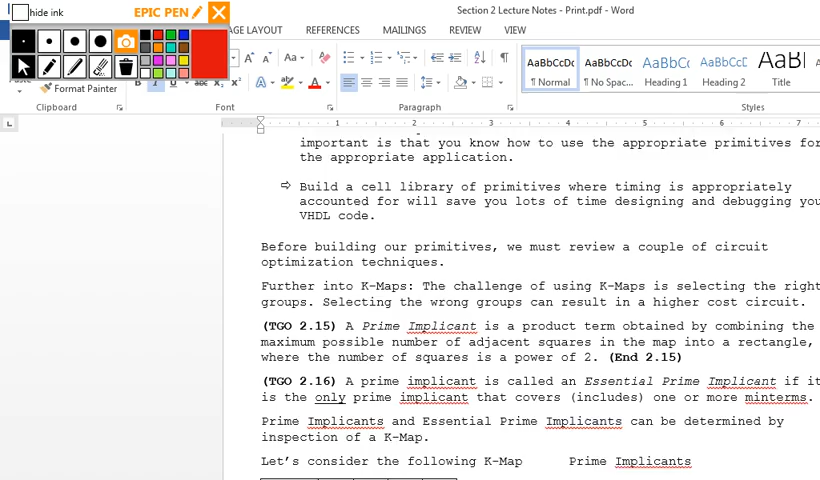 hide ink EPIC PEN
Section 2 Lecture Notes - Print.pdf - Word
AGE LAYOUT REFERENCES MAILINGS REVIEW VIEW
Aa
AaBbCcDc AaBbCcDc AaBbCc AaBbCcC AaBl
Format Painter
¶ Normal ¶ No Spac... Heading 1 Heading 2 Title
Clipboard Font Paragraph Styles
1 2 3 4 5 6 7
important is that you know how to use the appropriate primitives for
the appropriate application.
⇨ Build a cell library of primitives where timing is appropriately
accounted for will save you lots of time designing and debugging you
VHDL code.
Before building our primitives, we must review a couple of circuit
optimization techniques.
Further into K-Maps: The challenge of using K-Maps is selecting the right
groups. Selecting the wrong groups can result in a higher cost circuit.
(TGO 2.15) A Prime Implicant is a product term obtained by combining the
maximum possible number of adjacent squares in the map into a rectangle,
where the number of squares is a power of 2. (End 2.15)
(TGO 2.16) A prime implicant is called an Essential Prime Implicant if it
is the only prime implicant that covers (includes) one or more minterms.
Prime Implicants and Essential Prime Implicants can be determined by
inspection of a K-Map.
Let's consider the following K-Map Prime Implicants